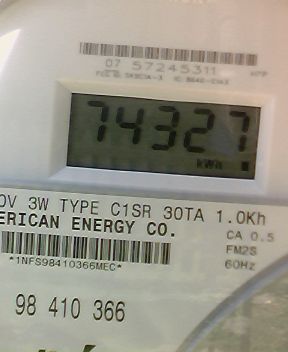 07 57245311
74327
kWh
0V 3W TYPE C1SR 30TA 1.0Kh
ERICAN ENERGY CO.
CA 0.5
FM2S
60Hz
*1NFS98410366MEC*
98 410 366